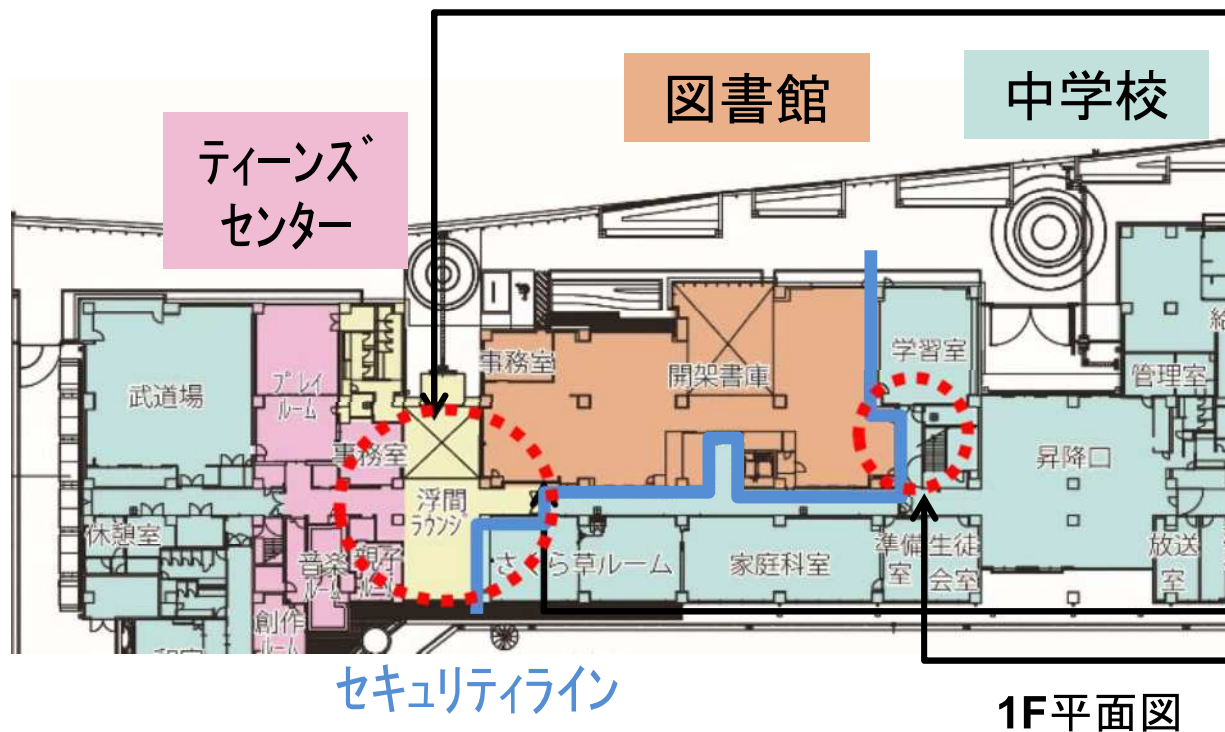 図書館
中学校
ティーンズ
センター
事務室
開架書庫
学習室
管理室
武道場
プレイ
ルーム
事務室
昇降口
浮間
ラウンジ
休憩室
音楽
ルーム
親子
ルーム
さくら草ルーム
家庭科室
準備
室
生徒
会室
放送
室
創作
ルーム
セキュリティライン
1F平面図